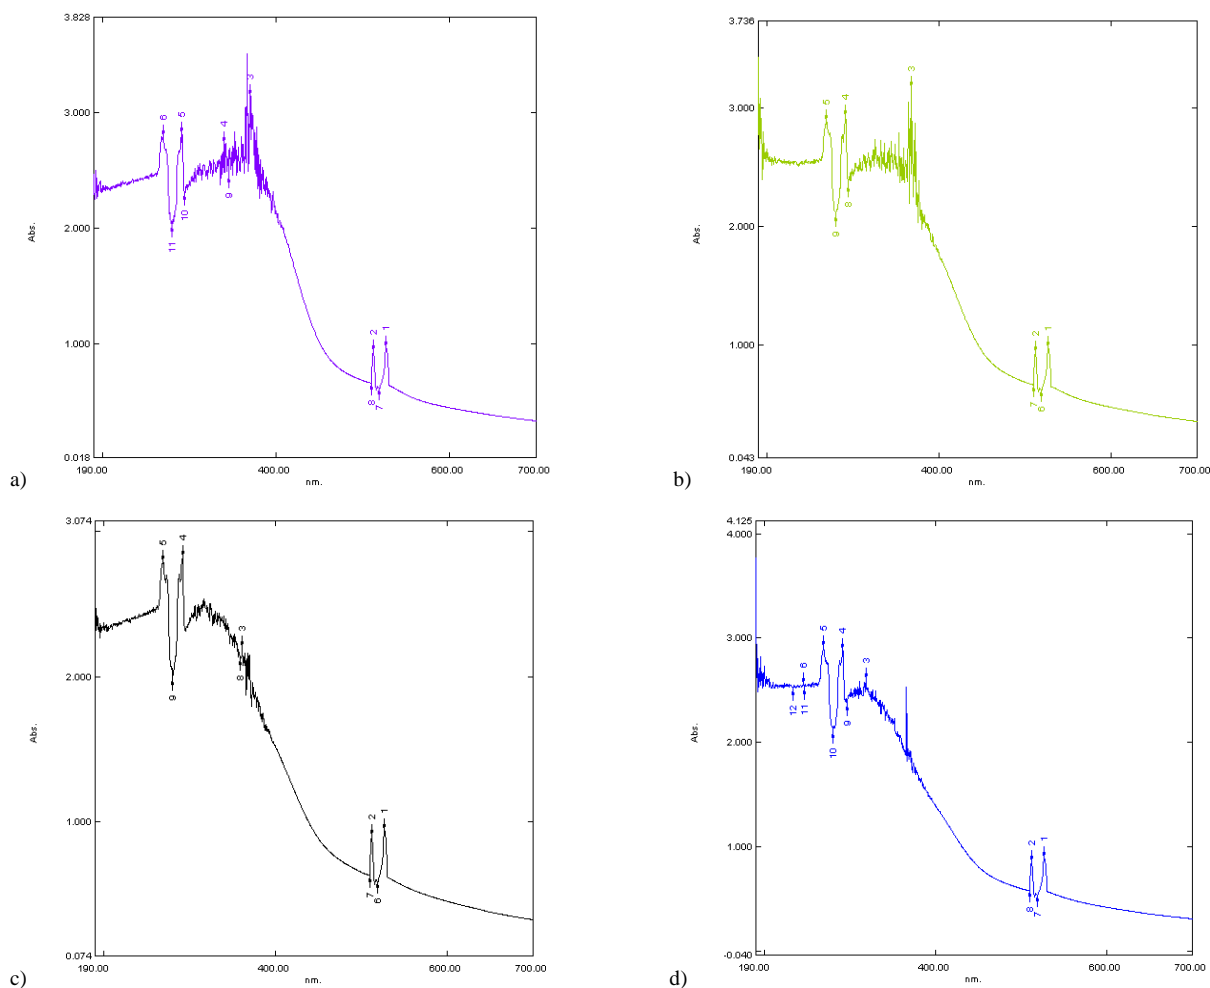 3.828
3.000
2.000
1.000
0.018
Abs.
190.00 400.00 600.00 700.00
nm.
6 5 4 3 2 1
11 10 9 8 7
a)
3.736
3.000
2.000
1.000
0.043
Abs.
190.00 400.00 600.00 700.00
nm.
5 4 3 2 1
9 8 7 6
b)
3.074
2.000
1.000
0.074
Abs.
190.00 400.00 600.00 700.00
nm.
5 4 3 2 1
9 8 7 6
c)
4.125
4.000
3.000
2.000
1.000
-0.040
Abs.
190.00 400.00 600.00 700.00
nm.
6 5 4 3 2 1
12 11 10 9 8 7
d)